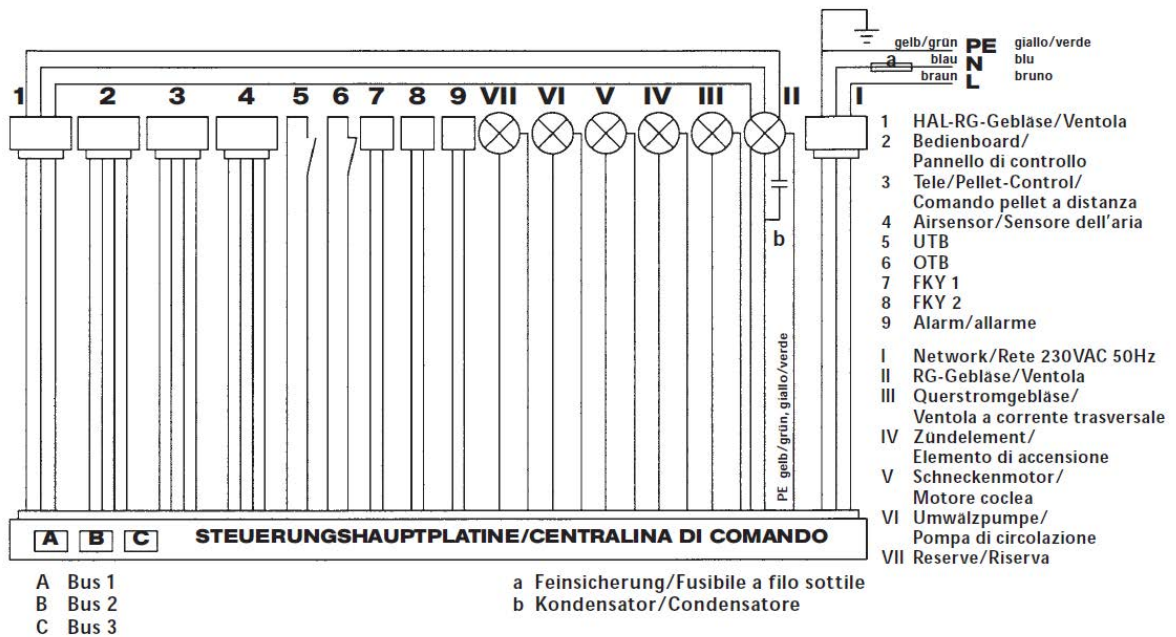 gelb/grün PE giallo/verde
a blau N blu
braun L bruno
1 2 3 4 5 6 7 8 9 VII VI V IV III II I
1 HAL-RG-Gebläse/Ventola
2 Bedienboard/
Pannello di controllo
3 Tele/Pellet-Control/
Comando pellet a distanza
4 Airsensor/Sensore dell'aria
5 UTB
6 OTB
7 FKY 1
8 FKY 2
9 Alarm/allarme
b
I Network/Rete 230VAC 50Hz
II RG-Gebläse/Ventola
III Querstromgebläse/
Ventola a corrente trasversale
IV Zündelement/
Elemento di accensione
V Schneckenmotor/
Motore coclea
VI Umwälzpumpe/
Pompa di circolazione
VII Reserve/Riserva
PE gelb/grün, giallo/verde
A B C STEUERUNGSHAUPTPLATINE/CENTRALINA DI COMANDO
A Bus 1
B Bus 2
C Bus 3
a Feinsicherung/Fusibile a filo sottile
b Kondensator/Condensatore